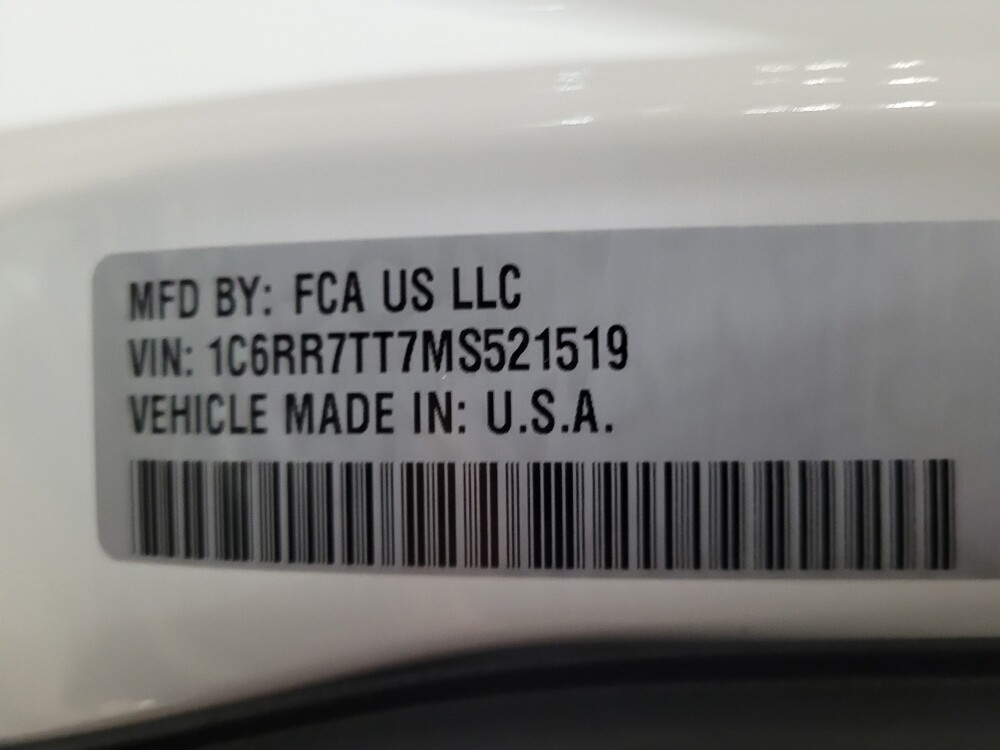 MFD BY: FCA US LLC
VIN: 1C6RR7TT7MS521519
VEHICLE MADE IN: U.S.A.